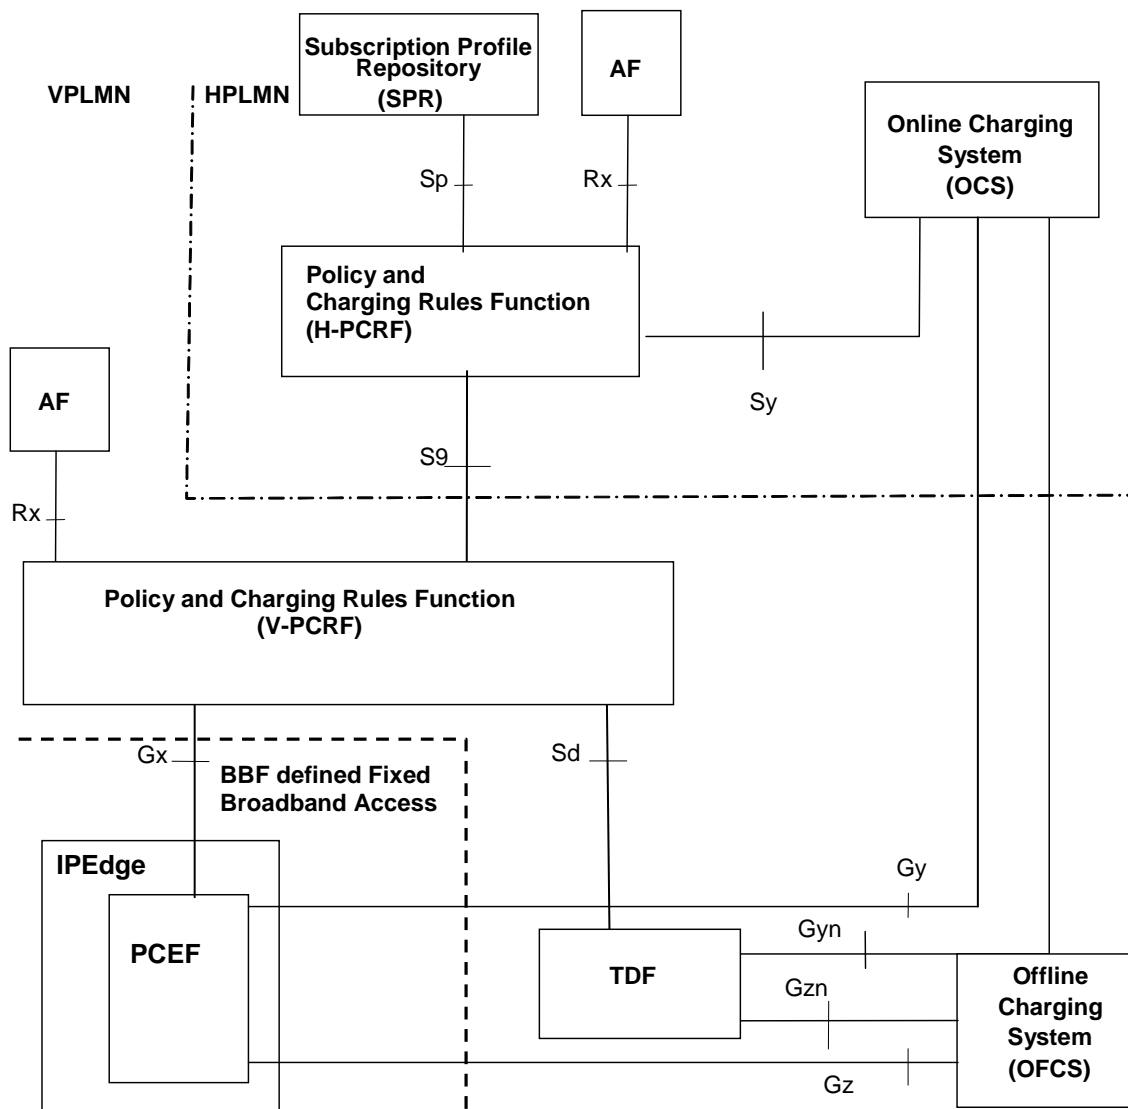 Subscription Profile
Repository
(SPR)
AF
VPLMN
HPLMN
Online Charging
System
(OCS)
Sp
Rx
Policy and
Charging Rules Function
(H-PCRF)
AF
Sy
S9
Rx
Policy and Charging Rules Function
(V-PCRF)
Gx
Sd
BBF defined Fixed
Broadband Access
IPEdge
Gy
PCEF
Gyn
TDF
Gzn
Offline
Charging
System
(OFCS)
Gz